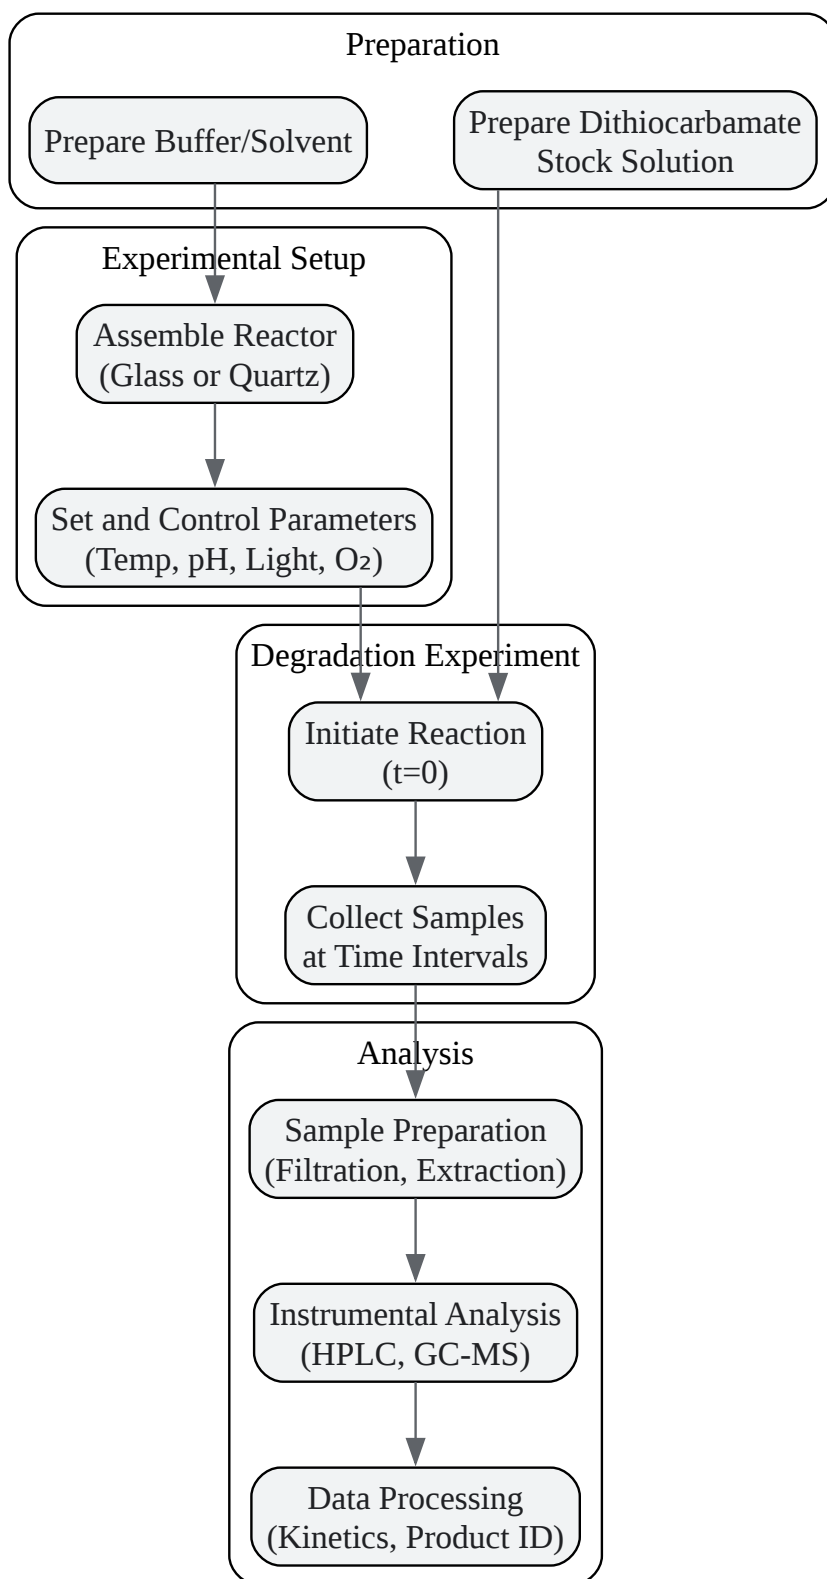 Preparation
Prepare Buffer/Solvent
Prepare Dithiocarbamate
Stock Solution
Experimental Setup
Assemble Reactor
(Glass or Quartz)
Set and Control Parameters
(Temp, pH, Light, O₂)
Degradation Experiment
Initiate Reaction
(t=0)
Collect Samples
at Time Intervals
Analysis
Sample Preparation
(Filtration, Extraction)
Instrumental Analysis
(HPLC, GC-MS)
Data Processing
(Kinetics, Product ID)